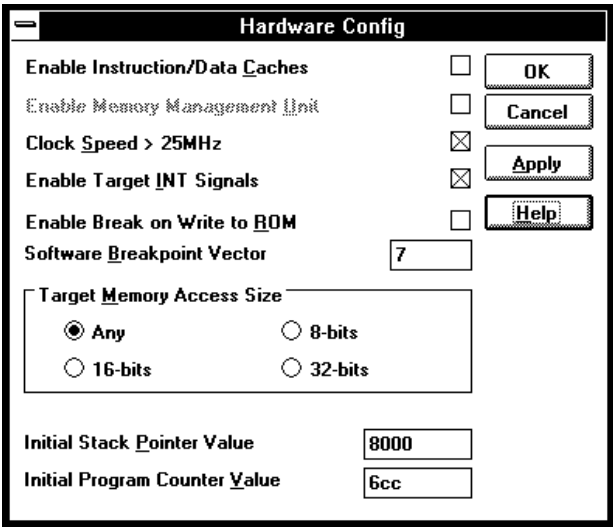 Hardware Config
Enable Instruction/Data Caches
OK
Enable Memory Management Unit
Cancel
Clock Speed > 25MHz
Apply
Enable Target INT Signals
Help
Enable Break on Write to ROM
Software Breakpoint Vector 7
Target Memory Access Size
Any 8-bits
16-bits 32-bits
Initial Stack Pointer Value 8000
Initial Program Counter Value 6cc